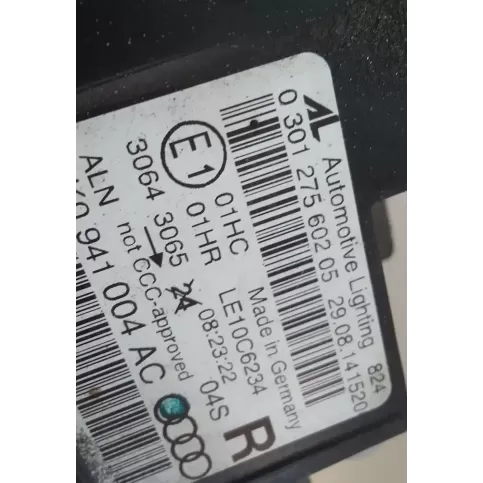 AL Automotive Lighting 824
0 301 275 602 05 29.08.14 1520
Made in Germany
LE10C6234 R
E1 01HC
01HR 08:23:22 04S
3064 3065 24
not CCC-approved
ALN
941 004 AC